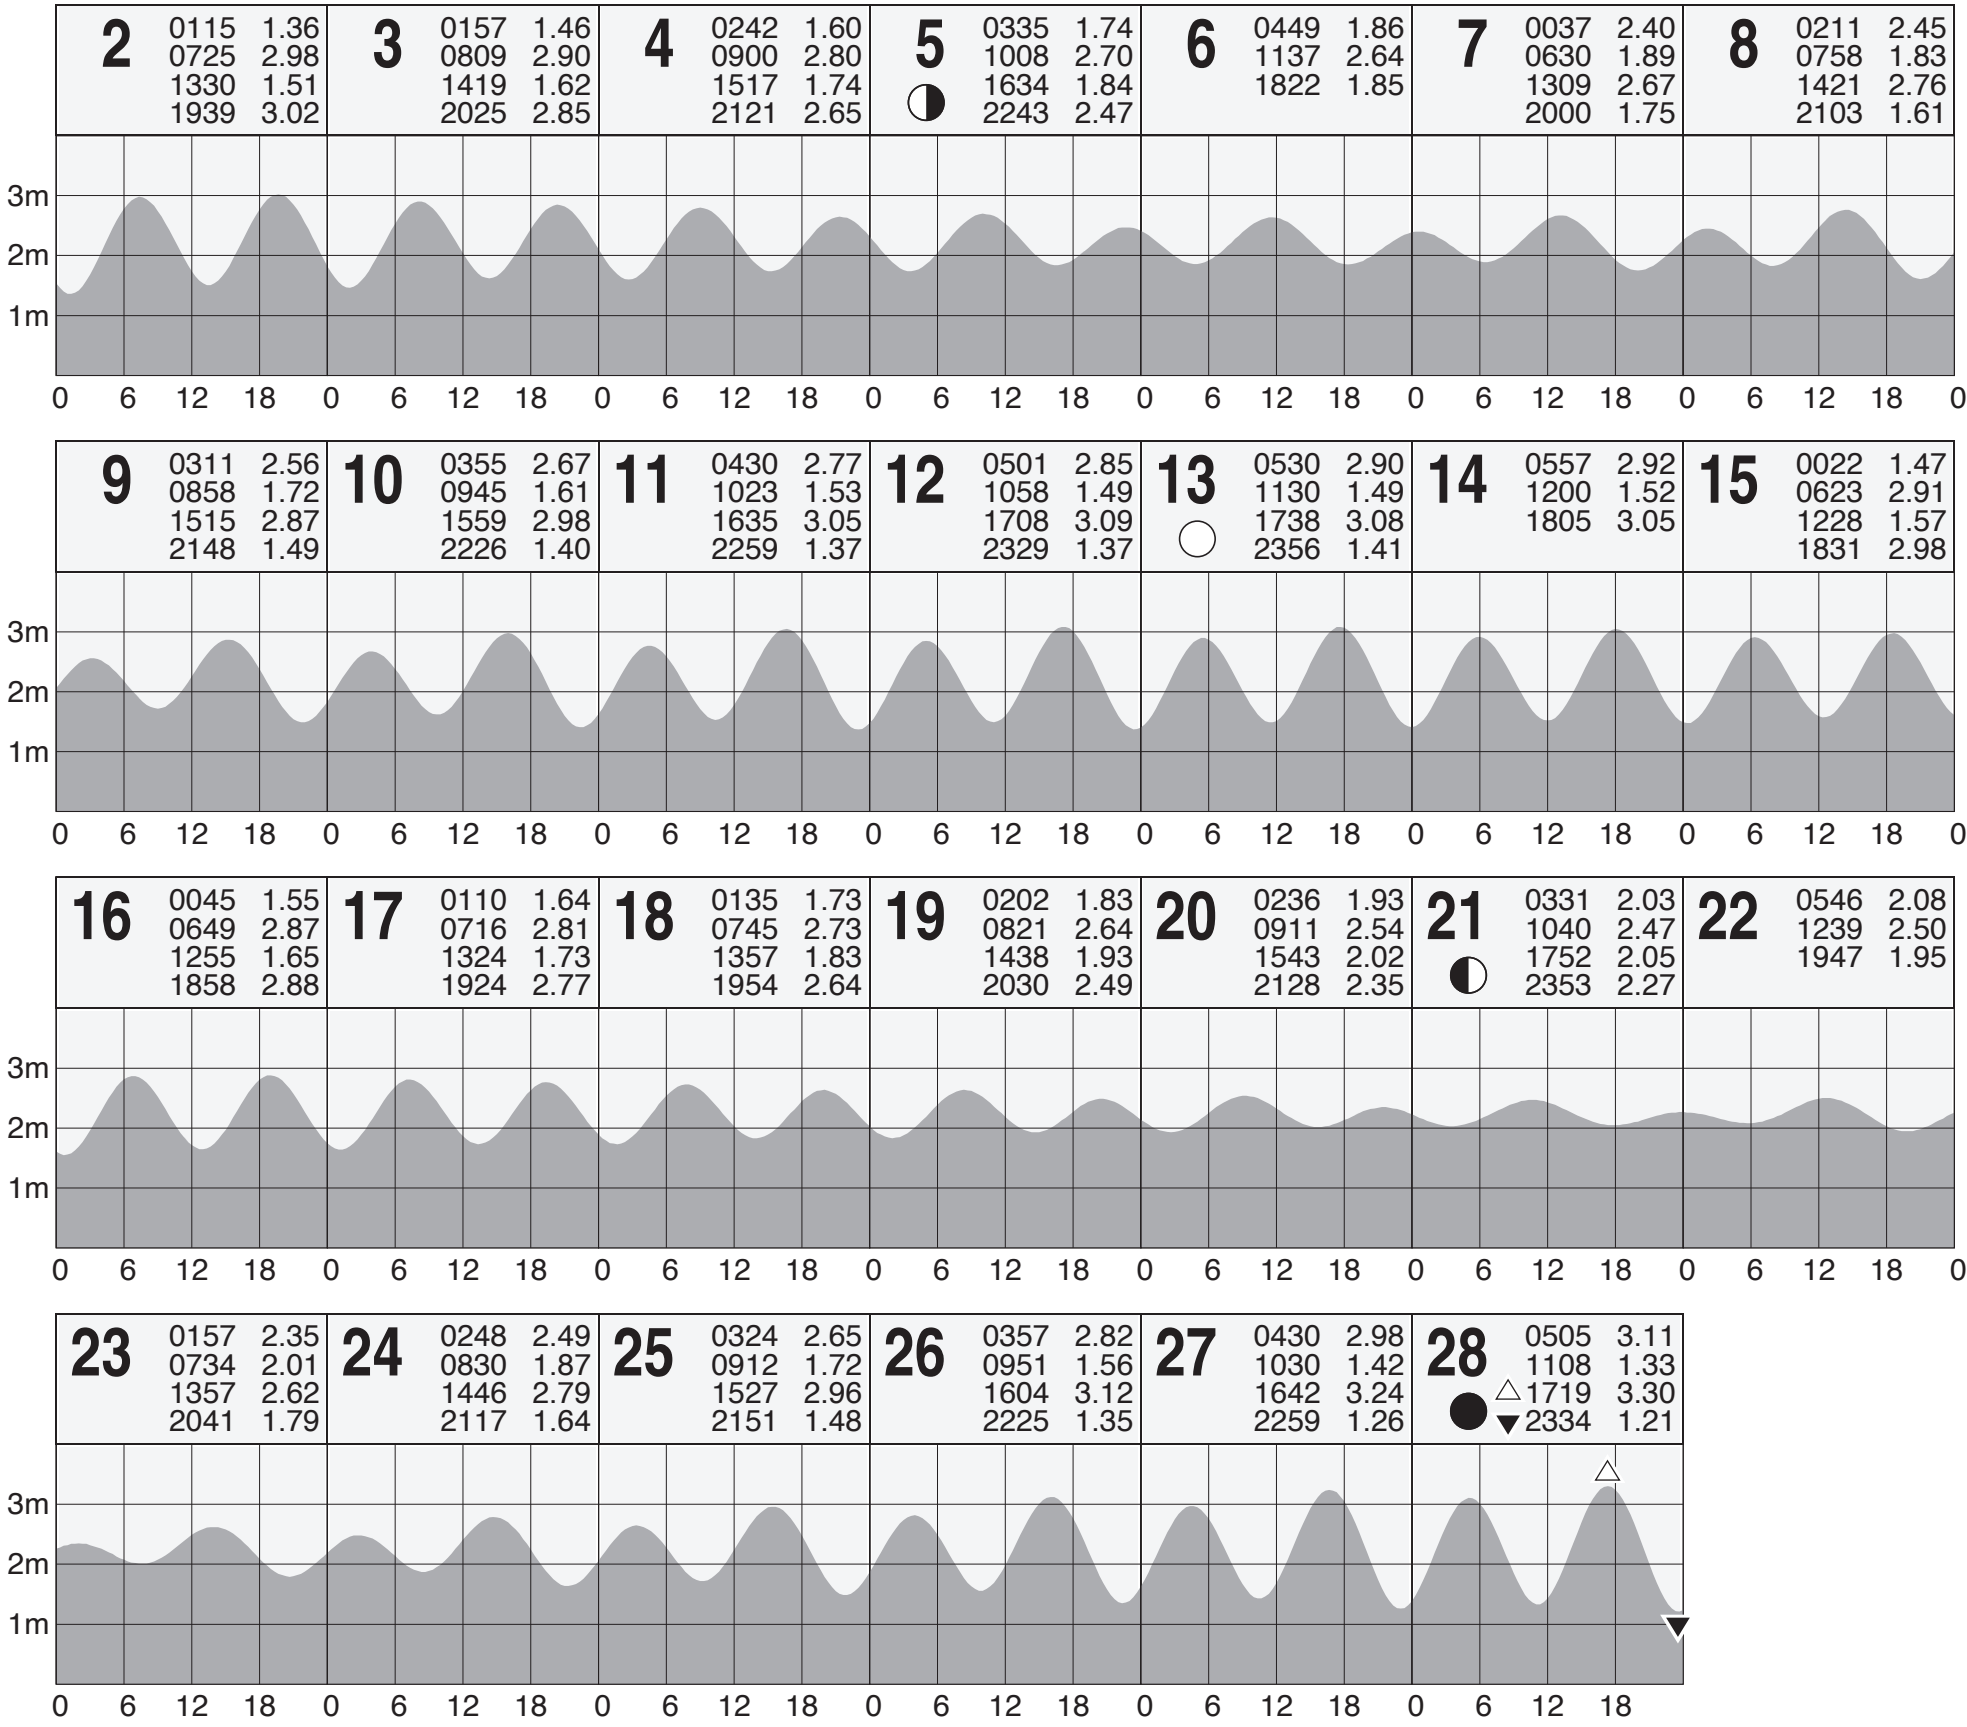 2 0115 1.36 3 0157 1.46 4 0242 1.60 5 0335 1.74 6 0449 1.86 7 0037 2.40 8 0211 2.45
0725 2.98 0809 2.90 0900 2.80 1008 2.70 1137 2.64 0630 1.89 0758 1.83
1330 1.51 1419 1.62 1517 1.74 1634 1.84 1822 1.85 1309 2.67 1421 2.76
1939 3.02 2025 2.85 2121 2.65 2243 2.47 2000 1.75 2103 1.61
3m
2m
1m
0 6 12 18 0 6 12 18 0 6 12 18 0 6 12 18 0 6 12 18 0 6 12 18 0 6 12 18 0
9 0311 2.56 10 0355 2.67 11 0430 2.77 12 0501 2.85 13 0530 2.90 14 0557 2.92 15 0022 1.47
0858 1.72 0945 1.61 1023 1.53 1058 1.49 1130 1.49 1200 1.52 0623 2.91
1515 2.87 1559 2.98 1635 3.05 1708 3.09 1738 3.08 1805 3.05 1228 1.57
2148 1.49 2226 1.40 2259 1.37 2329 1.37 2356 1.41 1831 2.98
3m
2m
1m
0 6 12 18 0 6 12 18 0 6 12 18 0 6 12 18 0 6 12 18 0 6 12 18 0 6 12 18 0
16 0045 1.55 17 0110 1.64 18 0135 1.73 19 0202 1.83 20 0236 1.93 21 0331 2.03 22 0546 2.08
0649 2.87 0716 2.81 0745 2.73 0821 2.64 0911 2.54 1040 2.47 1239 2.50
1255 1.65 1324 1.73 1357 1.83 1438 1.93 1543 2.02 1752 2.05 1947 1.95
1858 2.88 1924 2.77 1954 2.64 2030 2.49 2128 2.35 2353 2.27
3m
2m
1m
0 6 12 18 0 6 12 18 0 6 12 18 0 6 12 18 0 6 12 18 0 6 12 18 0 6 12 18 0
23 0157 2.35 24 0248 2.49 25 0324 2.65 26 0357 2.82 27 0430 2.98 28 0505 3.11
0734 2.01 0830 1.87 0912 1.72 0951 1.56 1030 1.42 1108 1.33
1357 2.62 1446 2.79 1527 2.96 1604 3.12 1642 3.24 1719 3.30
2041 1.79 2117 1.64 2151 1.48 2225 1.35 2259 1.26 2334 1.21
3m
2m
1m
0 6 12 18 0 6 12 18 0 6 12 18 0 6 12 18 0 6 12 18 0 6 12 18